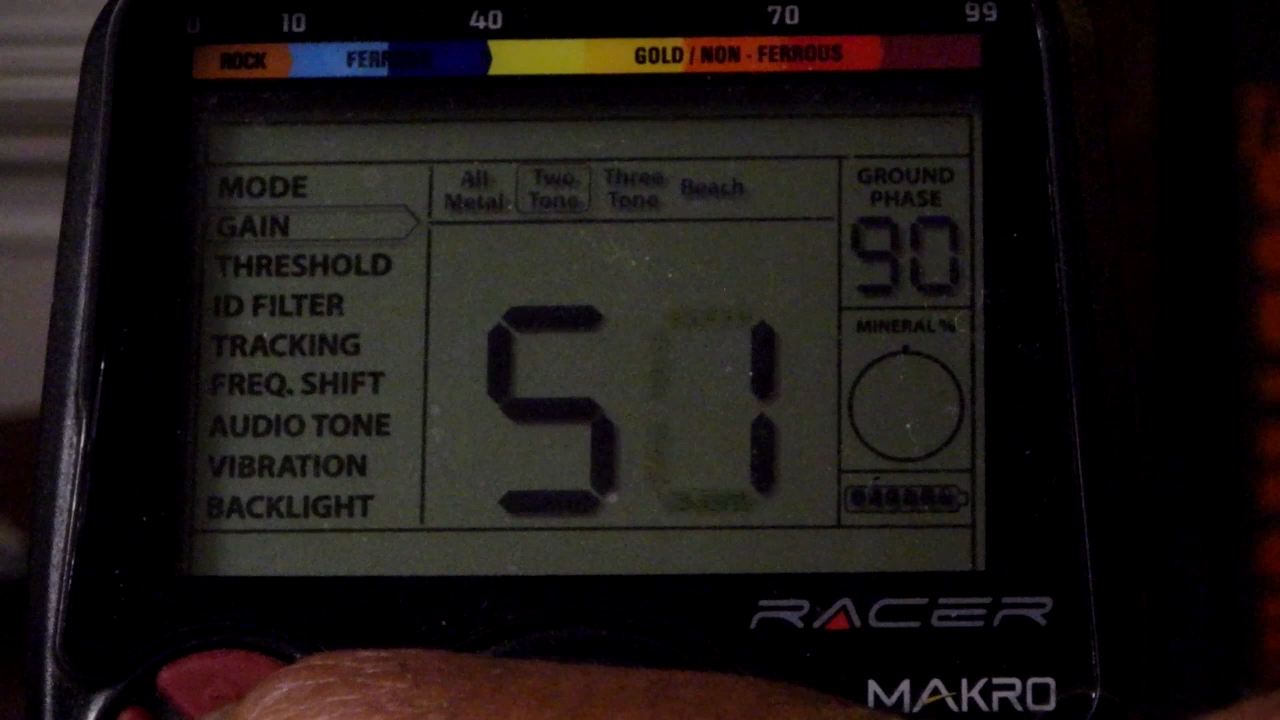 0 10 40 70 99
ROCK FERROUS GOLD / NON - FERROUS
MODE
GAIN
THRESHOLD
ID FILTER
TRACKING
FREQ. SHIFT
AUDIO TONE
VIBRATION
BACKLIGHT
All Metal
Two Tone
Three Tone
Beach
51
GROUND
PHASE
90
MINERAL%
RACER
MAKRO